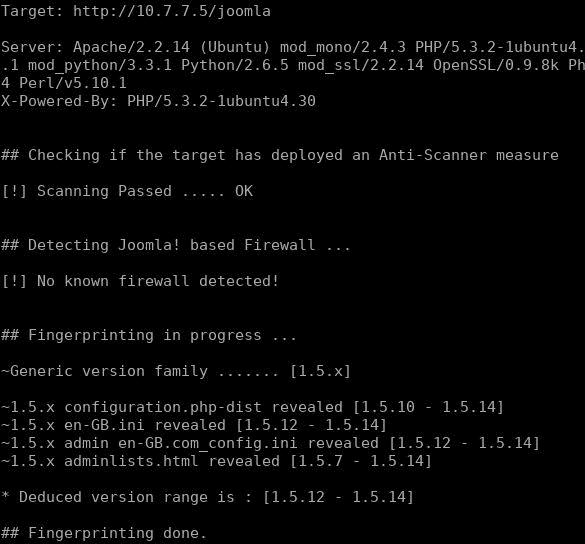 Target: http://10.7.7.5/joomla
Server: Apache/2.2.14 (Ubuntu) mod_mono/2.4.3 PHP/5.3.2-1ubuntu4.
.1 mod_python/3.3.1 Python/2.6.5 mod_ssl/2.2.14 OpenSSL/0.9.8k Ph
4 Perl/v5.10.1
X-Powered-By: PHP/5.3.2-1ubuntu4.30
## Checking if the target has deployed an Anti-Scanner measure
[!] Scanning Passed ..... OK
## Detecting Joomla! based Firewall ...
[!] No known firewall detected!
## Fingerprinting in progress ...
~Generic version family ....... [1.5.x]
~1.5.x configuration.php-dist revealed [1.5.10 - 1.5.14]
~1.5.x en-GB.ini revealed [1.5.12 - 1.5.14]
~1.5.x admin en-GB.com_config.ini revealed [1.5.12 - 1.5.14]
~1.5.x adminlists.html revealed [1.5.7 - 1.5.14]
* Deduced version range is : [1.5.12 - 1.5.14]
## Fingerprinting done.